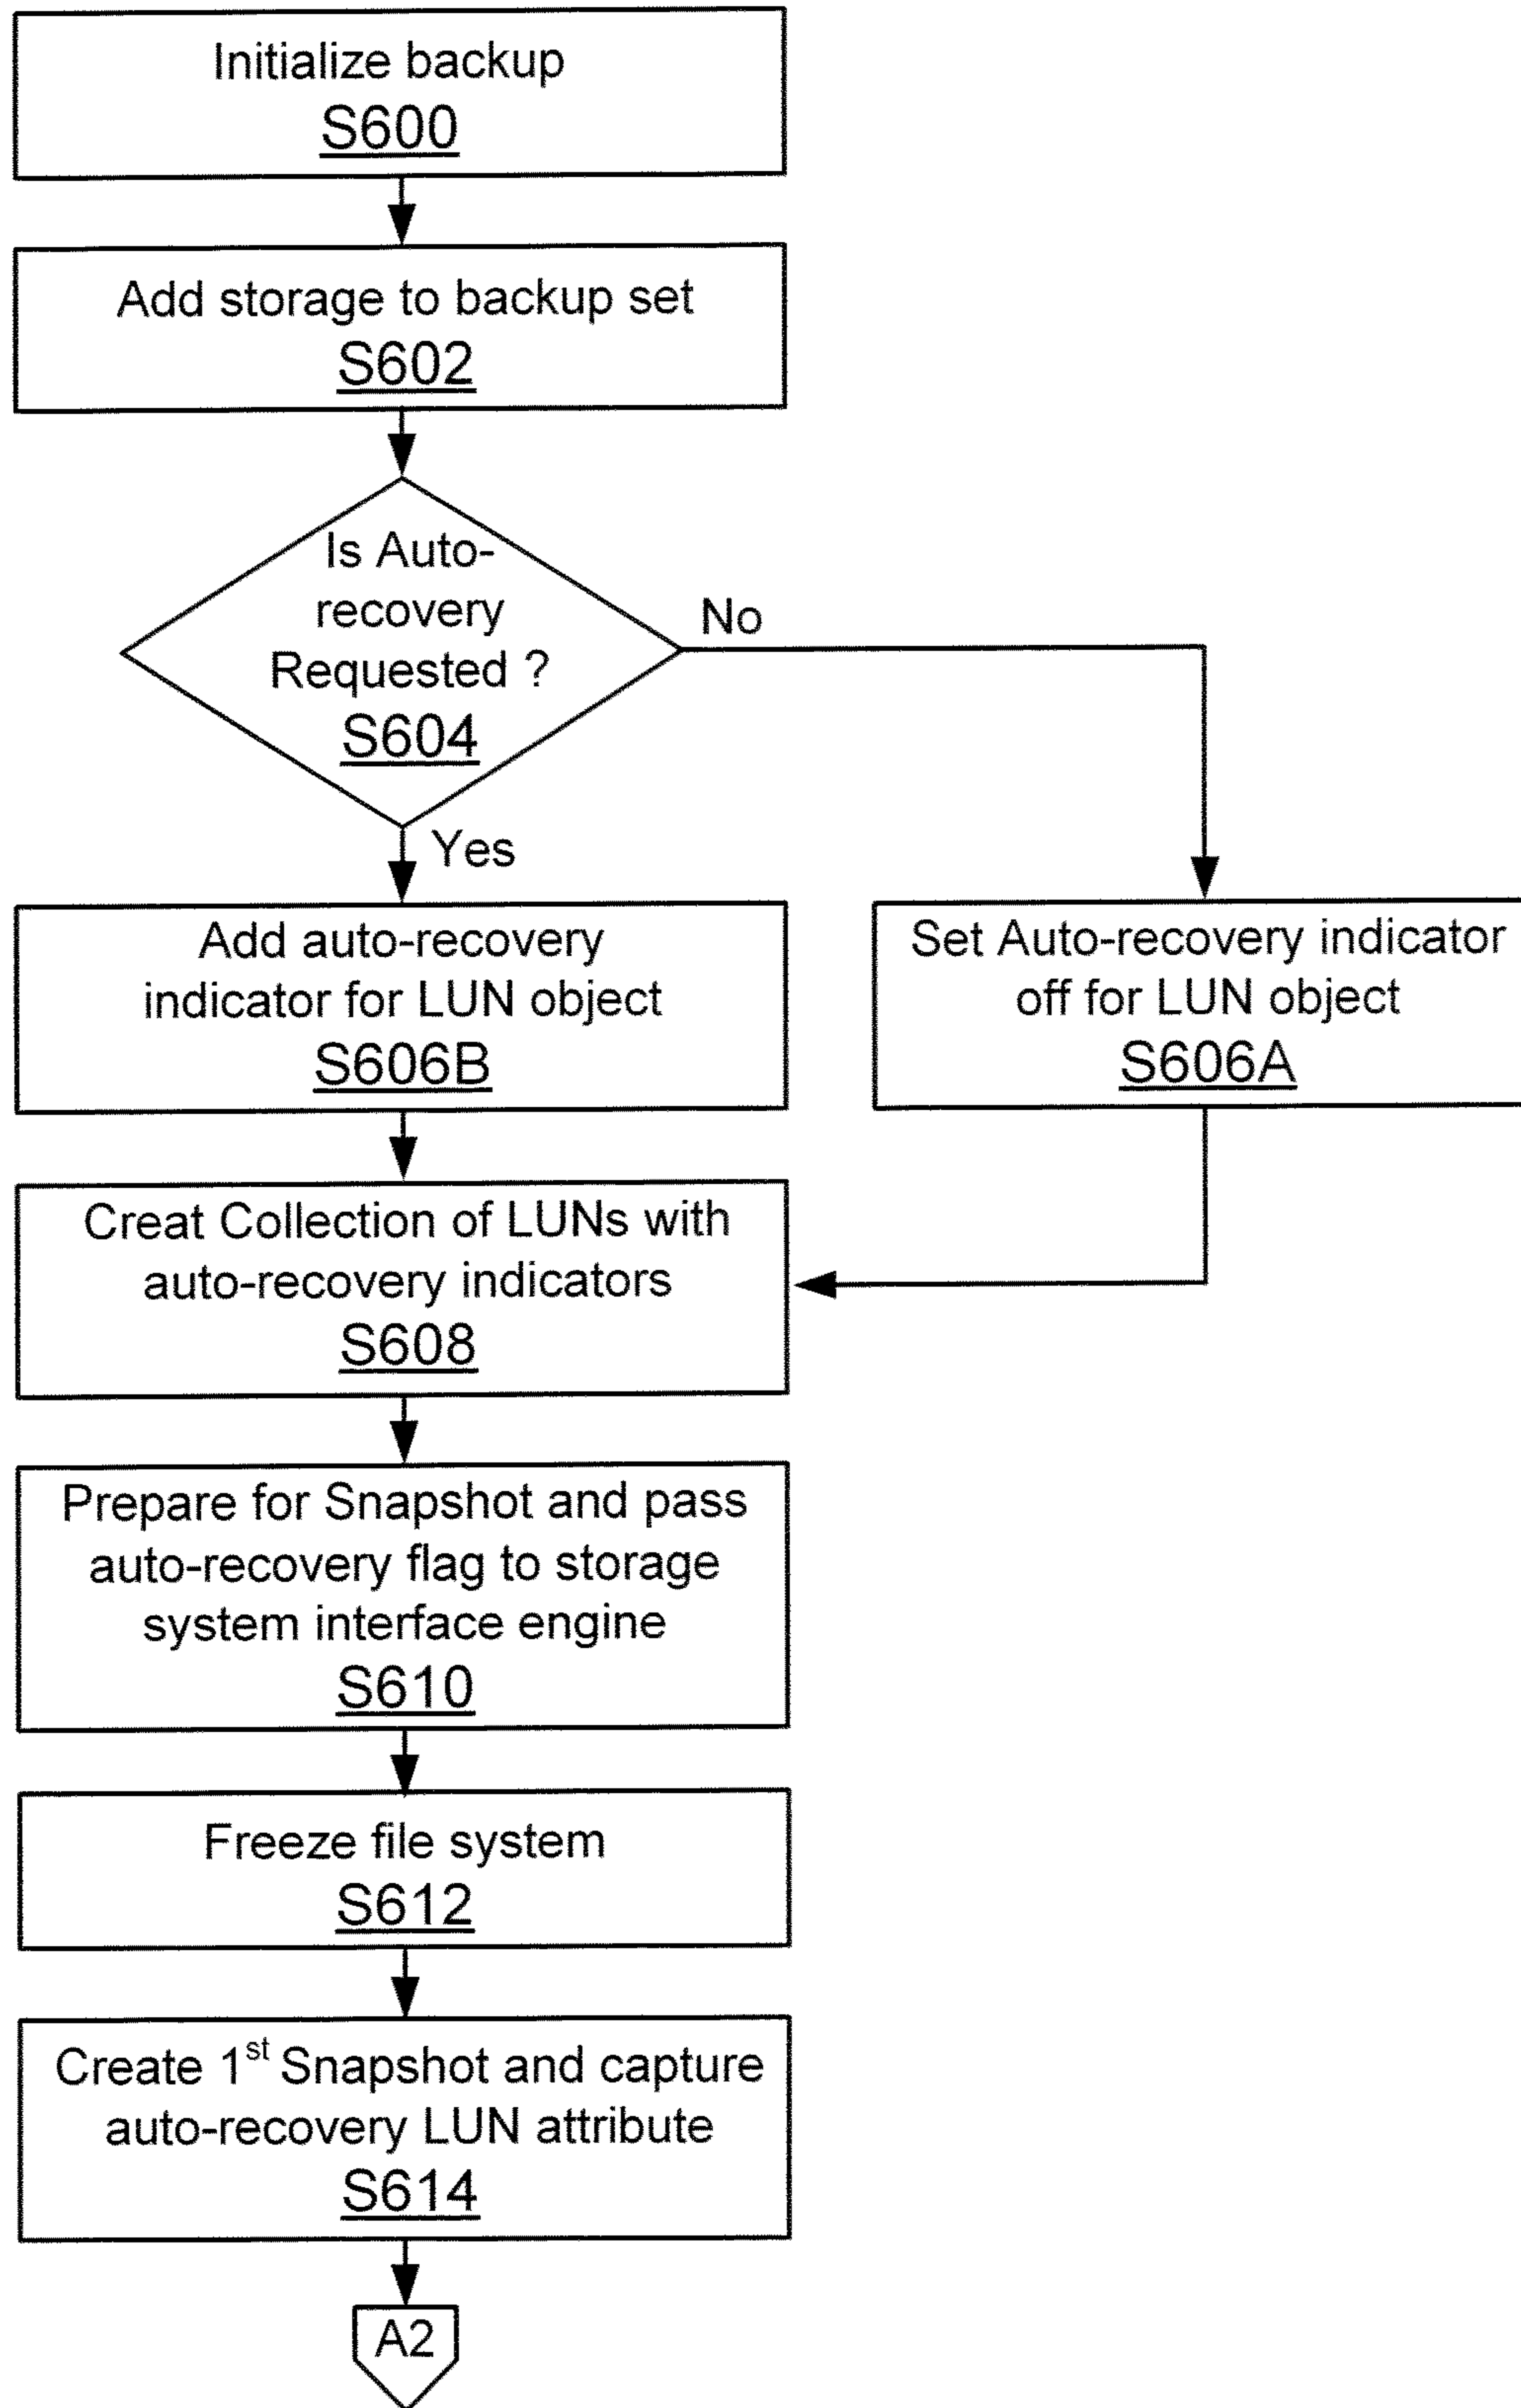 Initialize backup
S600
Add storage to backup set
S602
Is Auto-
recovery
Requested ?
S604
No
Yes
Add auto-recovery
indicator for LUN object
S606B
Set Auto-recovery indicator
off for LUN object
S606A
Creat Collection of LUNs with
auto-recovery indicators
S608
Prepare for Snapshot and pass
auto-recovery flag to storage
system interface engine
S610
Freeze file system
S612
Create 1st Snapshot and capture
auto-recovery LUN attribute
S614
A2